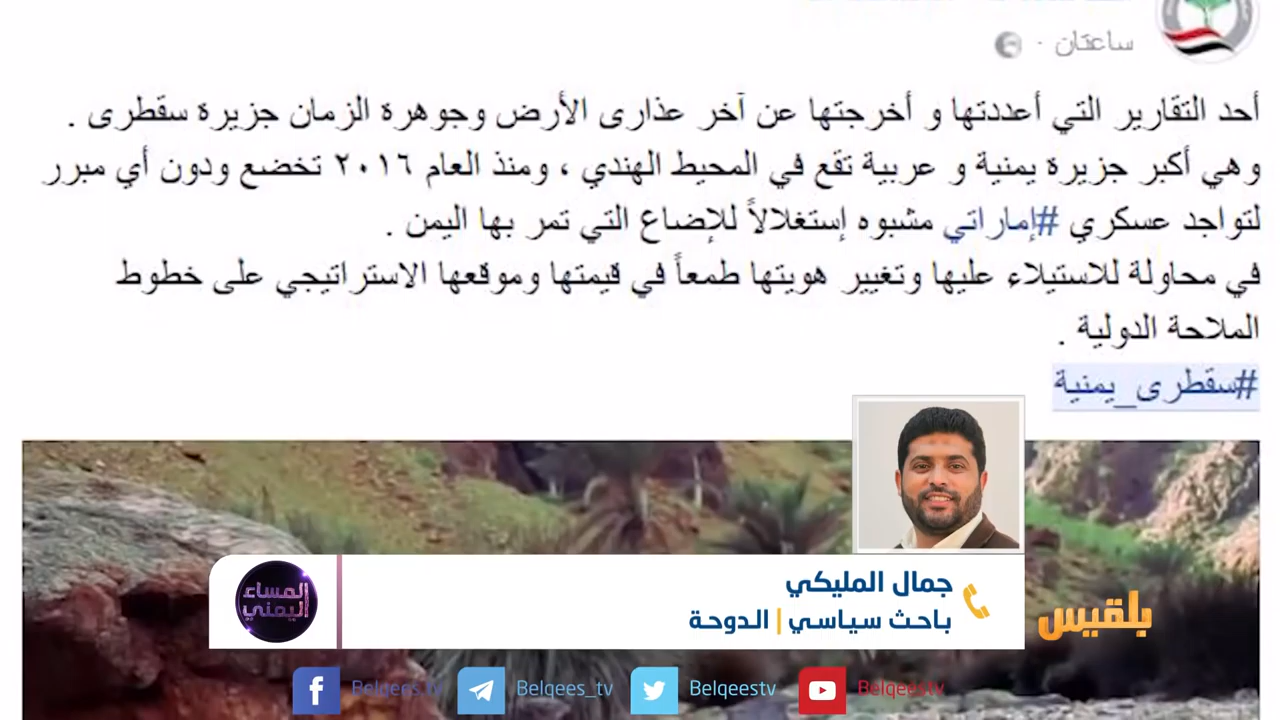 ساعتان ·
أحد التقارير التي أعددتها و أخرجتها عن آخر عذارى الأرض وجوهرة الزمان جزيرة سقطرى .
وهي أكبر جزيرة يمنية و عربية تقع في المحيط الهندي ، ومنذ العام ٢٠١٦ تخضع ودون أي مبرر
لتواجد عسكري #إماراتي مشبوه إستغلالاً للإضاع التي تمر بها اليمن .
في محاولة للاستيلاء عليها وتغيير هويتها طمعاً في قيمتها وموقعها الاستراتيجي على خطوط
الملاحة الدولية .
#سقطرى_يمنية
جمال المليكي
باحث سياسي | الدوحة
المساء
اليمني
بلقيس
Belqees.tv
Belqees_tv
Belqeestv
Belqeestv